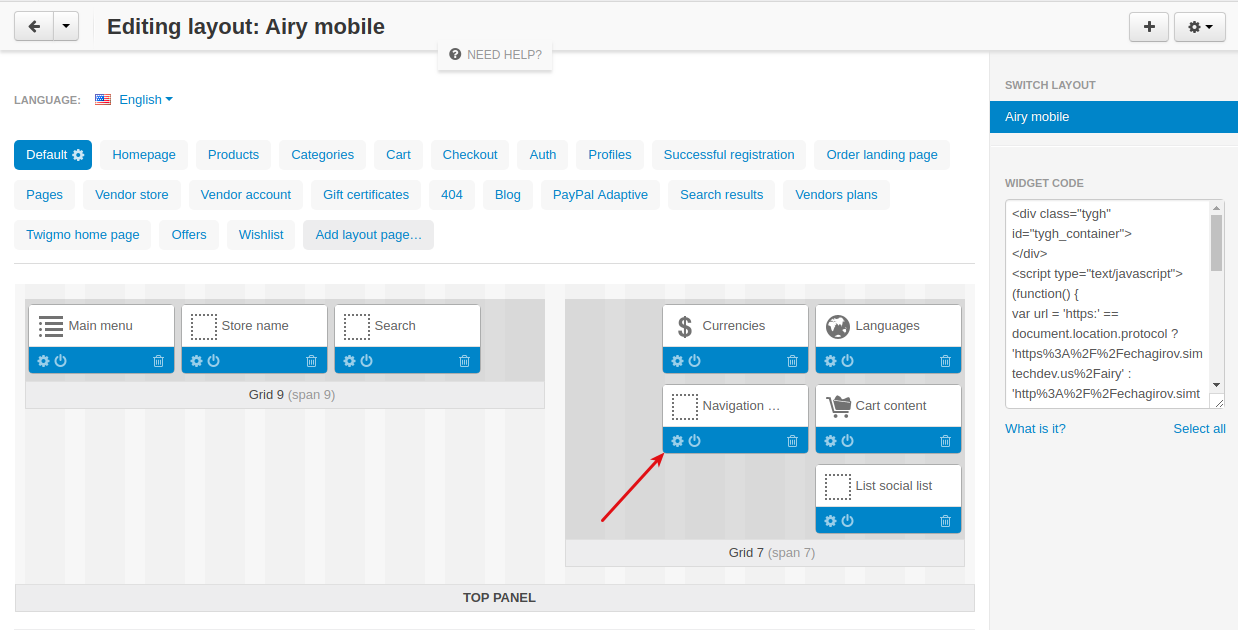 Editing layout: Airy mobile
NEED HELP?
LANGUAGE: English
Default Homepage Products Categories Cart Checkout Auth Profiles Successful registration Order landing page
Pages Vendor store Vendor account Gift certificates 404 Blog PayPal Adaptive Search results Vendors plans
Twigmo home page Offers Wishlist Add layout page…
Main menu Store name Search
Grid 9 (span 9)
Currencies Languages
Navigation … Cart content
List social list
Grid 7 (span 7)
TOP PANEL
SWITCH LAYOUT
Airy mobile
WIDGET CODE
<div class="tygh"
id="tygh_container">
</div>
<script type="text/javascript">
(function() {
var url = 'https:' ==
document.location.protocol ?
'https%3A%2F%2Fechagirov.sim
techdev.us%2Fairy' :
'http%3A%2F%2Fechagirov.simt
What is it? Select all